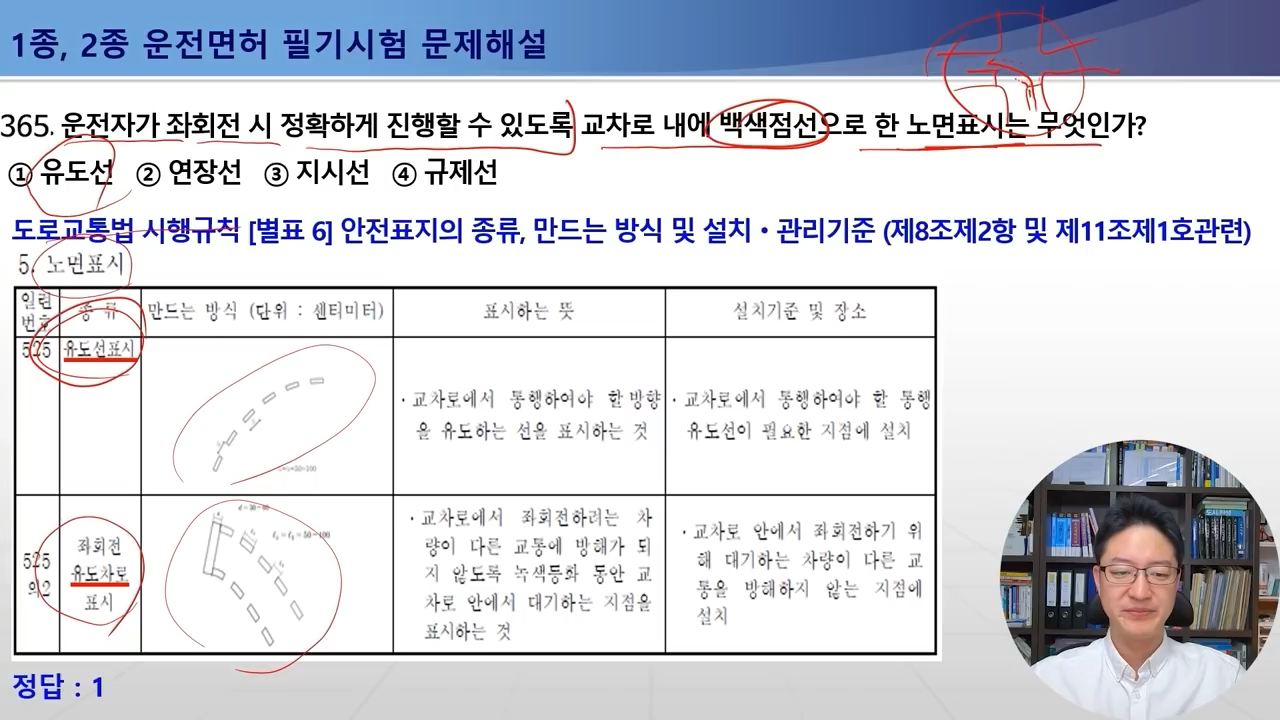 1종, 2종 운전면허 필기시험 문제해설
365. 운전자가 좌회전 시 정확하게 진행할 수 있도록 교차로 내에 백색점선으로 한 노면표시는 무엇인가?
① 유도선 ② 연장선 ③ 지시선 ④ 규제선
도로교통법 시행규칙 [별표 6] 안전표지의 종류, 만드는 방식 및 설치·관리기준 (제8조제2항 및 제11조제1호관련)
5. 노면표시
일련번호 종 류 만드는 방식 (단위 : 센티미터) 표시하는 뜻 설치기준 및 장소
525 유도선표시
· 교차로에서 통행하여야 할 방향
을 유도하는 선을 표시하는 것
· 교차로에서 통행하여야 할 통행
유도선이 필요한 지점에 설치
525의2
좌회전
유도차로
표시
· 교차로에서 좌회전하려는 차
량이 다른 교통에 방해가 되
지 않도록 녹색등화 동안 교
차로 안에서 대기하는 지점을
표시하는 것
· 교차로 안에서 좌회전하기 위
해 대기하는 차량이 다른 교
통을 방해하지 않는 지점에
설치
정답 : 1